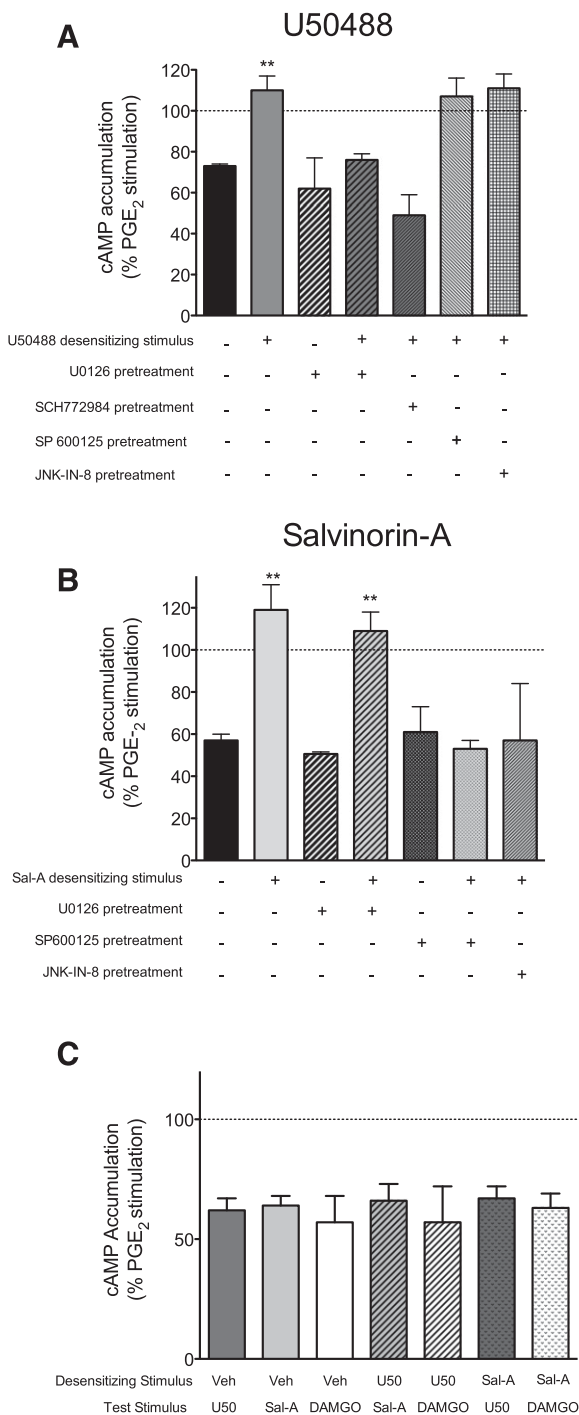 A
U50488
cAMP accumulation
(% PGE2 stimulation)
120
100
80
60
40
20
0
**
U50488 desensitizing stimulus - + - + + + +
U0126 pretreatment - - + + - - -
SCH772984 pretreatment - - - - + - -
SP 600125 pretreatment - - - - - + -
JNK-IN-8 pretreatment - - - - - - +
Salvinorin-A
B
cAMP accumulation
(% PGE-2 stimulation)
120
100
80
60
40
20
0
** **
Sal-A desensitizing stimulus - + - + - + +
U0126 pretreatment - - + + - - -
SP600125 pretreatment - - - - + + -
JNK-IN-8 pretreatment - - - - - - +
C
cAMP Accumulation
(% PGE2 stimulation)
100
50
0
Desensitizing Stimulus Veh Veh Veh U50 U50 Sal-A Sal-A
Test Stimulus U50 Sal-A DAMGO Sal-A DAMGO U50 DAMGO